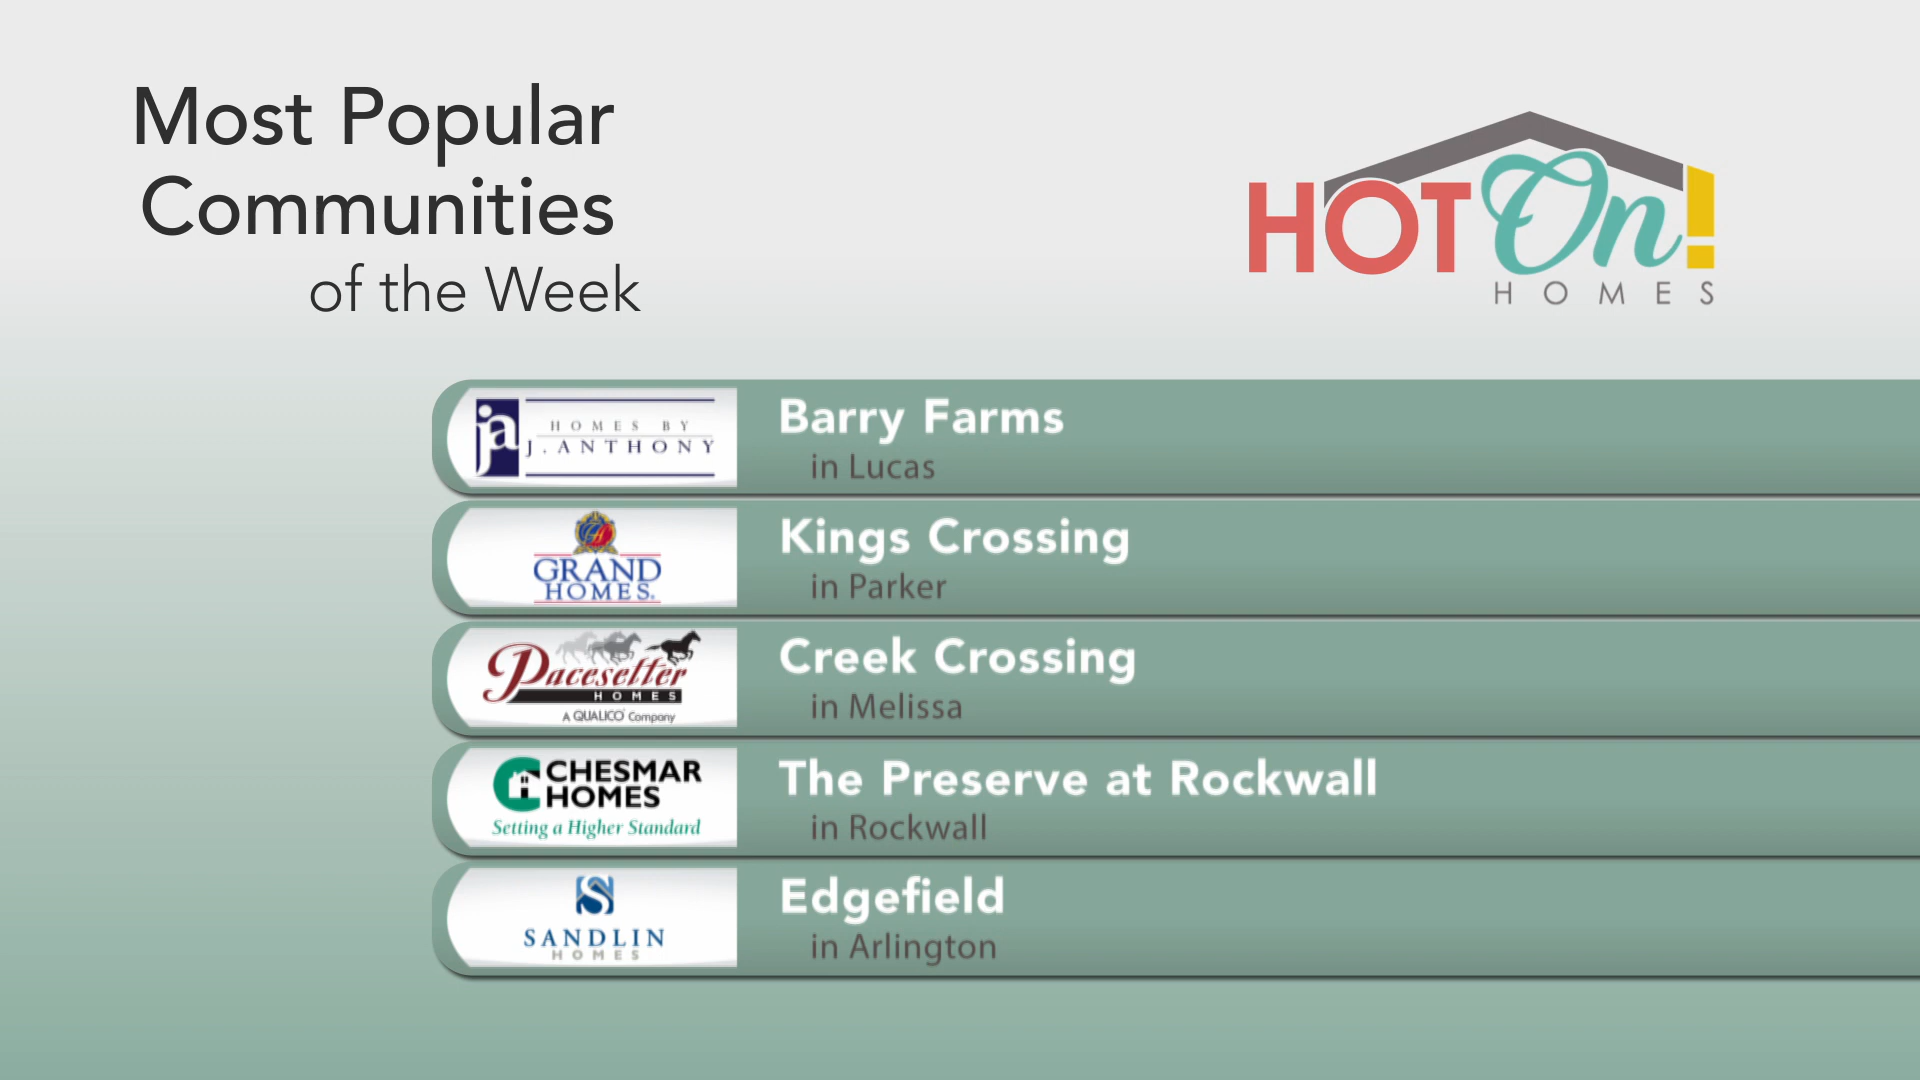 Most Popular
Communities
of the Week
HOT On!
HOMES
ja
HOMES BY
J. ANTHONY
Barry Farms
in Lucas
GRAND
HOMES.
Kings Crossing
in Parker
Pacesetter
HOMES
A QUALICO Company
Creek Crossing
in Melissa
CHESMAR
HOMES
Setting a Higher Standard
The Preserve at Rockwall
in Rockwall
S
SANDLIN
HOMES
Edgefield
in Arlington